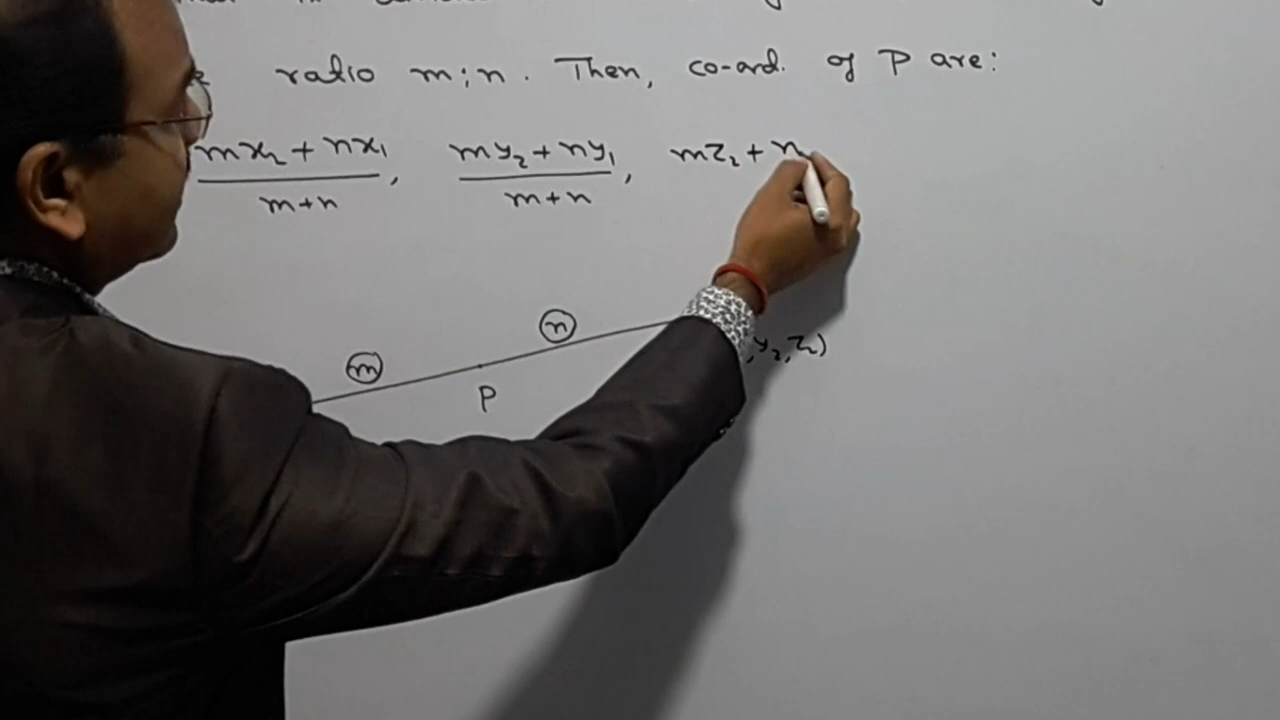 ratio m:n. Then, co-ord. of P are:
mx₂ + nx₁ / m+n, my₂ + ny₁ / m+n, mz₂ + n
m n
P , y₂, z₂)